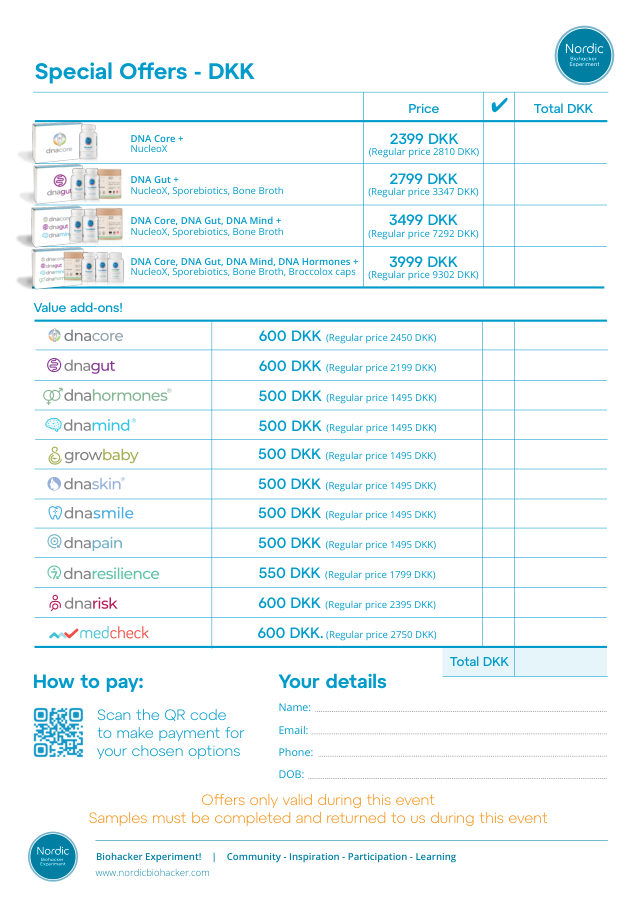 Nordic
Biohacker
Experiment
Special Offers - DKK
Price ✔ Total DKK
dnacore
DNA Core +
NucleoX
2399 DKK
(Regular price 2810 DKK)
dnagut
DNA Gut +
NucleoX, Sporebiotics, Bone Broth
2799 DKK
(Regular price 3347 DKK)
dnacore
dnagut
dnamind
DNA Core, DNA Gut, DNA Mind +
NucleoX, Sporebiotics, Bone Broth
3499 DKK
(Regular price 7292 DKK)
dnacore
dnagut
DNA Core, DNA Gut, DNA Mind, DNA Hormones +
NucleoX, Sporebiotics, Bone Broth, Broccolox caps
3999 DKK
(Regular price 9302 DKK)
Value add-ons!
dnacore 600 DKK (Regular price 2450 DKK)
dnagut 600 DKK (Regular price 2199 DKK)
dnahormones® 500 DKK (Regular price 1495 DKK)
dnamind® 500 DKK (Regular price 1495 DKK)
growbaby 500 DKK (Regular price 1495 DKK)
dnaskin® 500 DKK (Regular price 1495 DKK)
dnasmile 500 DKK (Regular price 1495 DKK)
dnapain 500 DKK (Regular price 1495 DKK)
dnaresilience 550 DKK (Regular price 1799 DKK)
dnarisk 600 DKK (Regular price 2395 DKK)
medcheck 600 DKK. (Regular price 2750 DKK)
Total DKK
How to pay:
Scan the QR code
to make payment for
your chosen options
Your details
Name:
Email:
Phone:
DOB:
Offers only valid during this event
Samples must be completed and returned to us during this event
Nordic
Biohacker
Experiment
Biohacker Experiment! | Community - Inspiration - Participation - Learning
www.nordicbiohacker.com